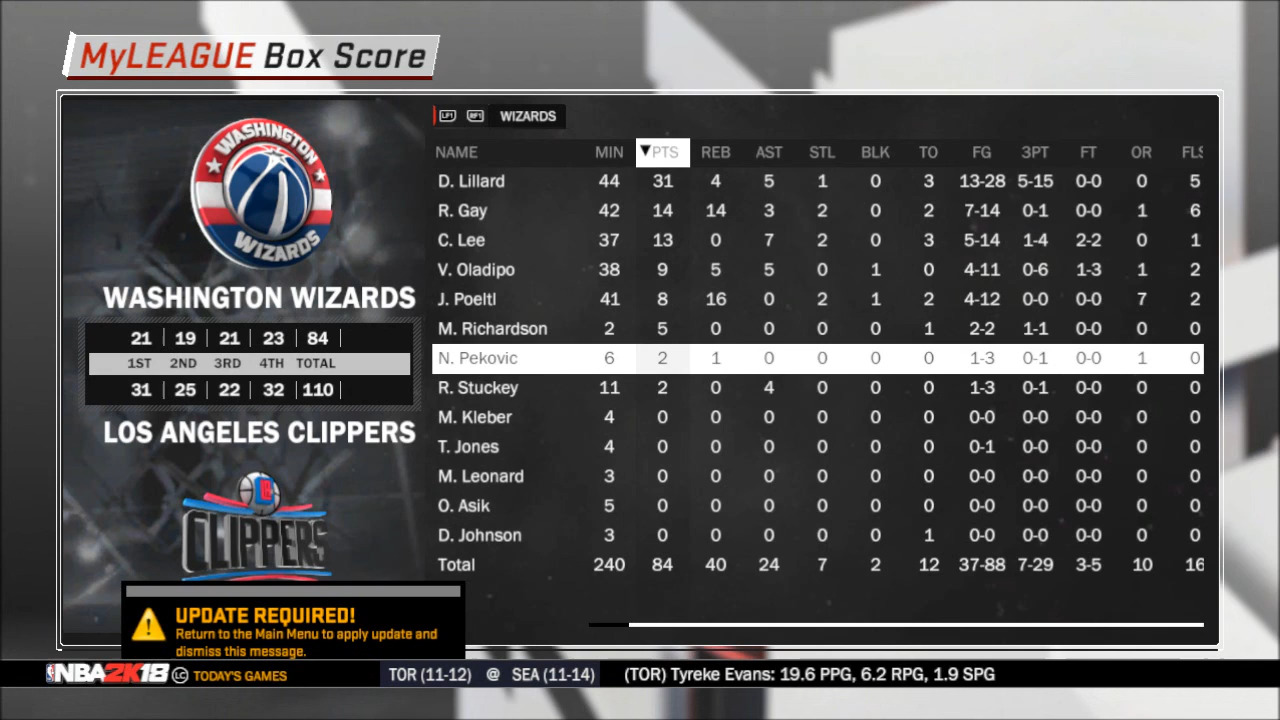 MyLEAGUE Box Score
LF1 RF1 WIZARDS
NAME MIN PTS REB AST STL BLK TO FG 3PT FT OR FLS
D. Lillard 44 31 4 5 1 0 3 13-28 5-15 0-0 0 5
R. Gay 42 14 14 3 2 0 2 7-14 0-1 0-0 1 6
C. Lee 37 13 0 7 2 0 3 5-14 1-4 2-2 0 1
V. Oladipo 38 9 5 5 0 1 0 4-11 0-6 1-3 1 2
J. Poeltl 41 8 16 0 2 1 2 4-12 0-0 0-0 7 2
M. Richardson 2 5 0 0 0 0 1 2-2 1-1 0-0 0 0
N. Pekovic 6 2 1 0 0 0 0 1-3 0-1 0-0 1 0
R. Stuckey 11 2 0 4 0 0 0 1-3 0-1 0-0 0 0
M. Kleber 4 0 0 0 0 0 0 0-0 0-0 0-0 0 0
T. Jones 4 0 0 0 0 0 0 0-1 0-0 0-0 0 0
M. Leonard 3 0 0 0 0 0 0 0-0 0-0 0-0 0 0
O. Asik 5 0 0 0 0 0 0 0-0 0-0 0-0 0 0
D. Johnson 3 0 0 0 0 0 1 0-0 0-0 0-0 0 0
Total 240 84 40 24 7 2 12 37-88 7-29 3-5 10 16
WASHINGTON
WIZARDS
WASHINGTON WIZARDS
21 19 21 23 84
1ST 2ND 3RD 4TH TOTAL
31 25 22 32 110
LOS ANGELES CLIPPERS
CLIPPERS
UPDATE REQUIRED!
Return to the Main Menu to apply update and
dismiss this message.
NBA2K18 LC TODAY'S GAMES TOR (11-12) @ SEA (11-14) (TOR) Tyreke Evans: 19.6 PPG, 6.2 RPG, 1.9 SPG